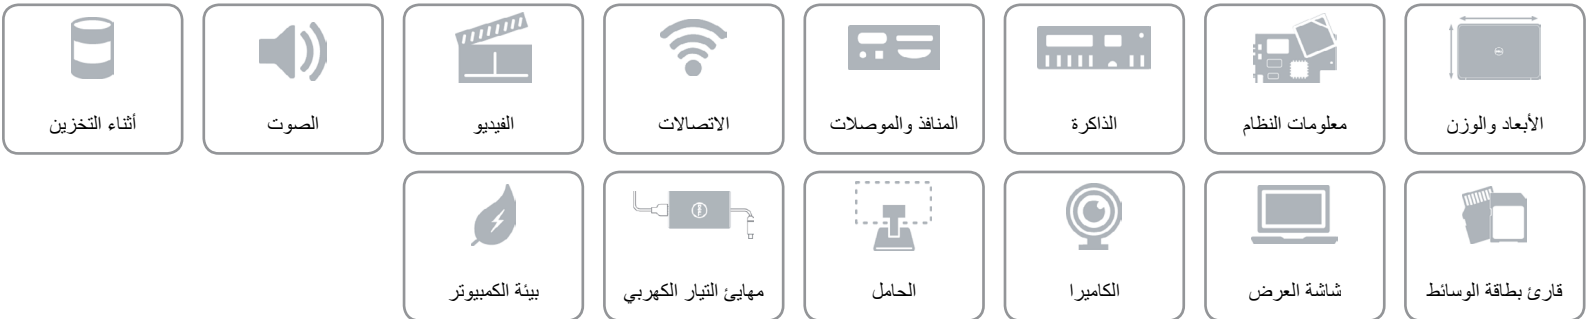 الأبعاد والوزن
معلومات النظام
الذاكرة
المنافذ والموصلات
الاتصالات
الفيديو
الصوت
أثناء التخزين
قارئ بطاقة الوسائط
شاشة العرض
الكاميرا
الحامل
مهايئ التيار الكهربي
بيئة الكمبيوتر